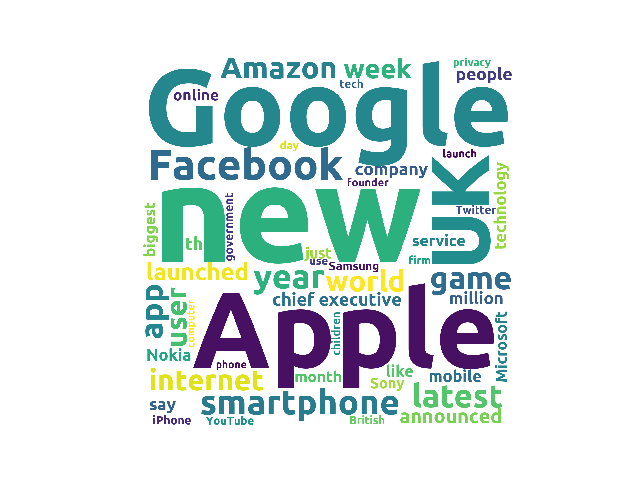 privacy
Amazon week people
tech
online
Google
day
launch
Facebook company
founder
UK
technology
new
government
Twitter
biggest
th
service
just
use
Samsung
firm
launched
year world game
chief executive million
app
user
computer
Apple
children
Microsoft
Nokia
phone
internet month like mobile
Sony
say smartphone latest
announced
iPhone YouTube British